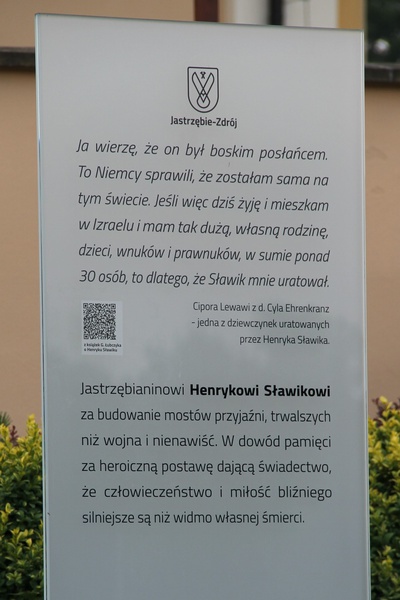 Jastrzębie-Zdrój
Ja wierzę, że on był boskim posłańcem.
To Niemcy sprawili, że zostałam sama na
tym świecie. Jeśli więc dziś żyję i mieszkam
w Izraelu i mam tak dużą, własną rodzinę,
dzieci, wnuków i prawnuków, w sumie ponad
30 osób, to dlatego, że Sławik mnie uratował.
Cipora Lewawi z d. Cyla Ehrenkranz
- jedna z dziewczynek uratowanych
przez Henryka Sławika.
z książek G. Łubczyka
o Henryku Sławiku
Jastrzębianinowi Henrykowi Sławikowi
za budowanie mostów przyjaźni, trwalszych
niż wojna i nienawiść. W dowód pamięci
za heroiczną postawę dającą świadectwo,
że człowieczeństwo i miłość bliźniego
silniejsze są niż widmo własnej śmierci.